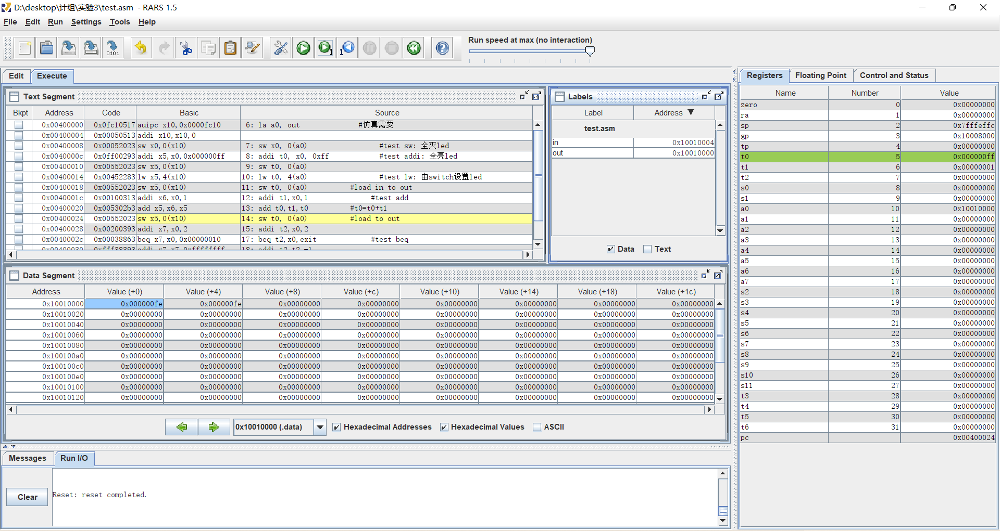 D:\desktop\计组\实验3\test.asm - RARS 1.5
File Edit Run Settings Tools Help
Run speed at max (no interaction)
Edit Execute
Text Segment
Bkpt Address Code Basic Source
0x00400000 0x0fc10517 auipc x10,0x0000fc10 6: la a0, out #仿真需要
0x00400004 0x00050513 addi x10,x10,0
0x00400008 0x00052023 sw x0,0(x10) 7: sw x0, 0(a0) #test sw: 全灭led
0x0040000c 0x0ff00293 addi x5,x0,0x000000ff 8: addi t0, x0, 0xff #test addi: 全亮led
0x00400010 0x00552023 sw x5,0(x10) 9: sw t0, 0(a0)
0x00400014 0x00452283 lw x5,4(x10) 10: lw t0, 4(a0) #test lw: 由switch设置led
0x00400018 0x00552023 sw x5,0(x10) 11: sw t0, 0(a0) #load in to out
0x0040001c 0x00100313 addi x6,x0,1 12: addi t1,x0,1 #test add
0x00400020 0x005302b3 add x5,x6,x5 13: add t0,t1,t0 #t0=t0+t1
0x00400024 0x00552023 sw x5,0(x10) 14: sw t0, 0(a0) #load to out
0x00400028 0x00200393 addi x7,x0,2 15: addi t2,x0,2
0x0040002c 0x00038863 beq x7,x0,0x00000010 17: beq t2,x0,exit #test beq
0x00400030 0xfff38393 addi x7,x7,0xffffffff 18: addi t2,t2,-1
Labels
Label Address ▼
test.asm
in 0x10010004
out 0x10010000
Data Text
Data Segment
Address Value (+0) Value (+4) Value (+8) Value (+c) Value (+10) Value (+14) Value (+18) Value (+1c)
0x10010000 0x000000fe 0x000000fe 0x00000000 0x00000000 0x00000000 0x00000000 0x00000000 0x00000000
0x10010020 0x00000000 0x00000000 0x00000000 0x00000000 0x00000000 0x00000000 0x00000000 0x00000000
0x10010040 0x00000000 0x00000000 0x00000000 0x00000000 0x00000000 0x00000000 0x00000000 0x00000000
0x10010060 0x00000000 0x00000000 0x00000000 0x00000000 0x00000000 0x00000000 0x00000000 0x00000000
0x10010080 0x00000000 0x00000000 0x00000000 0x00000000 0x00000000 0x00000000 0x00000000 0x00000000
0x100100a0 0x00000000 0x00000000 0x00000000 0x00000000 0x00000000 0x00000000 0x00000000 0x00000000
0x100100c0 0x00000000 0x00000000 0x00000000 0x00000000 0x00000000 0x00000000 0x00000000 0x00000000
0x100100e0 0x00000000 0x00000000 0x00000000 0x00000000 0x00000000 0x00000000 0x00000000 0x00000000
0x10010100 0x00000000 0x00000000 0x00000000 0x00000000 0x00000000 0x00000000 0x00000000 0x00000000
0x10010120 0x00000000 0x00000000 0x00000000 0x00000000 0x00000000 0x00000000 0x00000000 0x00000000
0x10010000 (.data) Hexadecimal Addresses Hexadecimal Values ASCII
Messages Run I/O
Clear
Reset: reset completed.
Registers Floating Point Control and Status
Name Number Value
zero 0 0x00000000
ra 1 0x00000000
sp 2 0x7fffeffc
gp 3 0x10008000
tp 4 0x00000000
t0 5 0x000000ff
t1 6 0x00000001
t2 7 0x00000000
s0 8 0x00000000
s1 9 0x00000000
a0 10 0x10010000
a1 11 0x00000000
a2 12 0x00000000
a3 13 0x00000000
a4 14 0x00000000
a5 15 0x00000000
a6 16 0x00000000
a7 17 0x00000000
s2 18 0x00000000
s3 19 0x00000000
s4 20 0x00000000
s5 21 0x00000000
s6 22 0x00000000
s7 23 0x00000000
s8 24 0x00000000
s9 25 0x00000000
s10 26 0x00000000
s11 27 0x00000000
t3 28 0x00000000
t4 29 0x00000000
t5 30 0x00000000
t6 31 0x00000000
pc 0x00400024